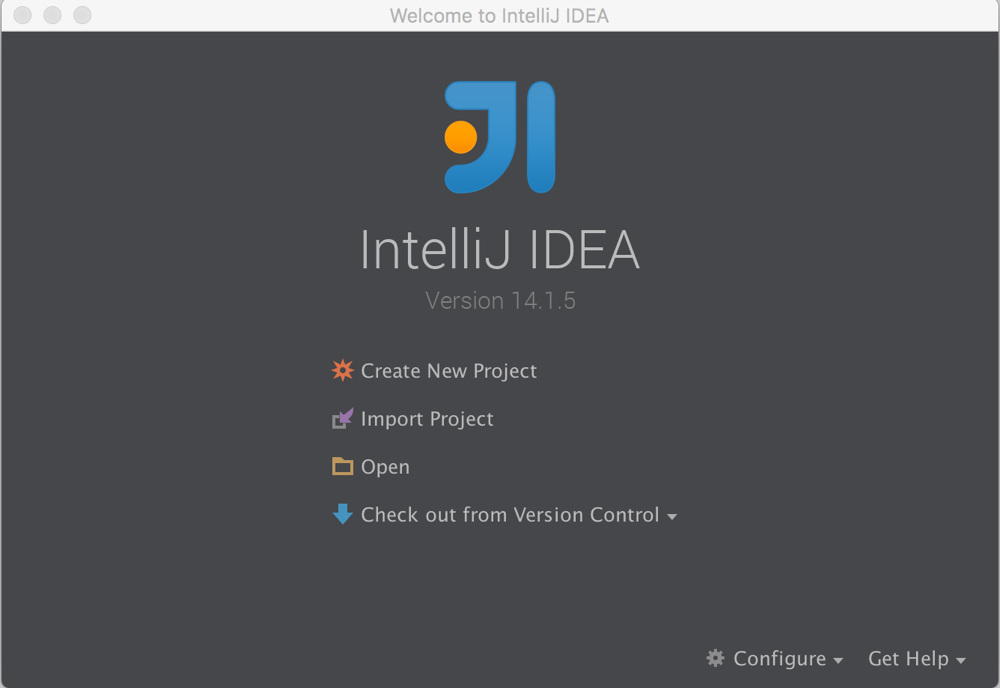 Welcome to IntelliJ IDEA
IntelliJ IDEA
Version 14.1.5
Create New Project
Import Project
Open
Check out from Version Control
Configure
Get Help